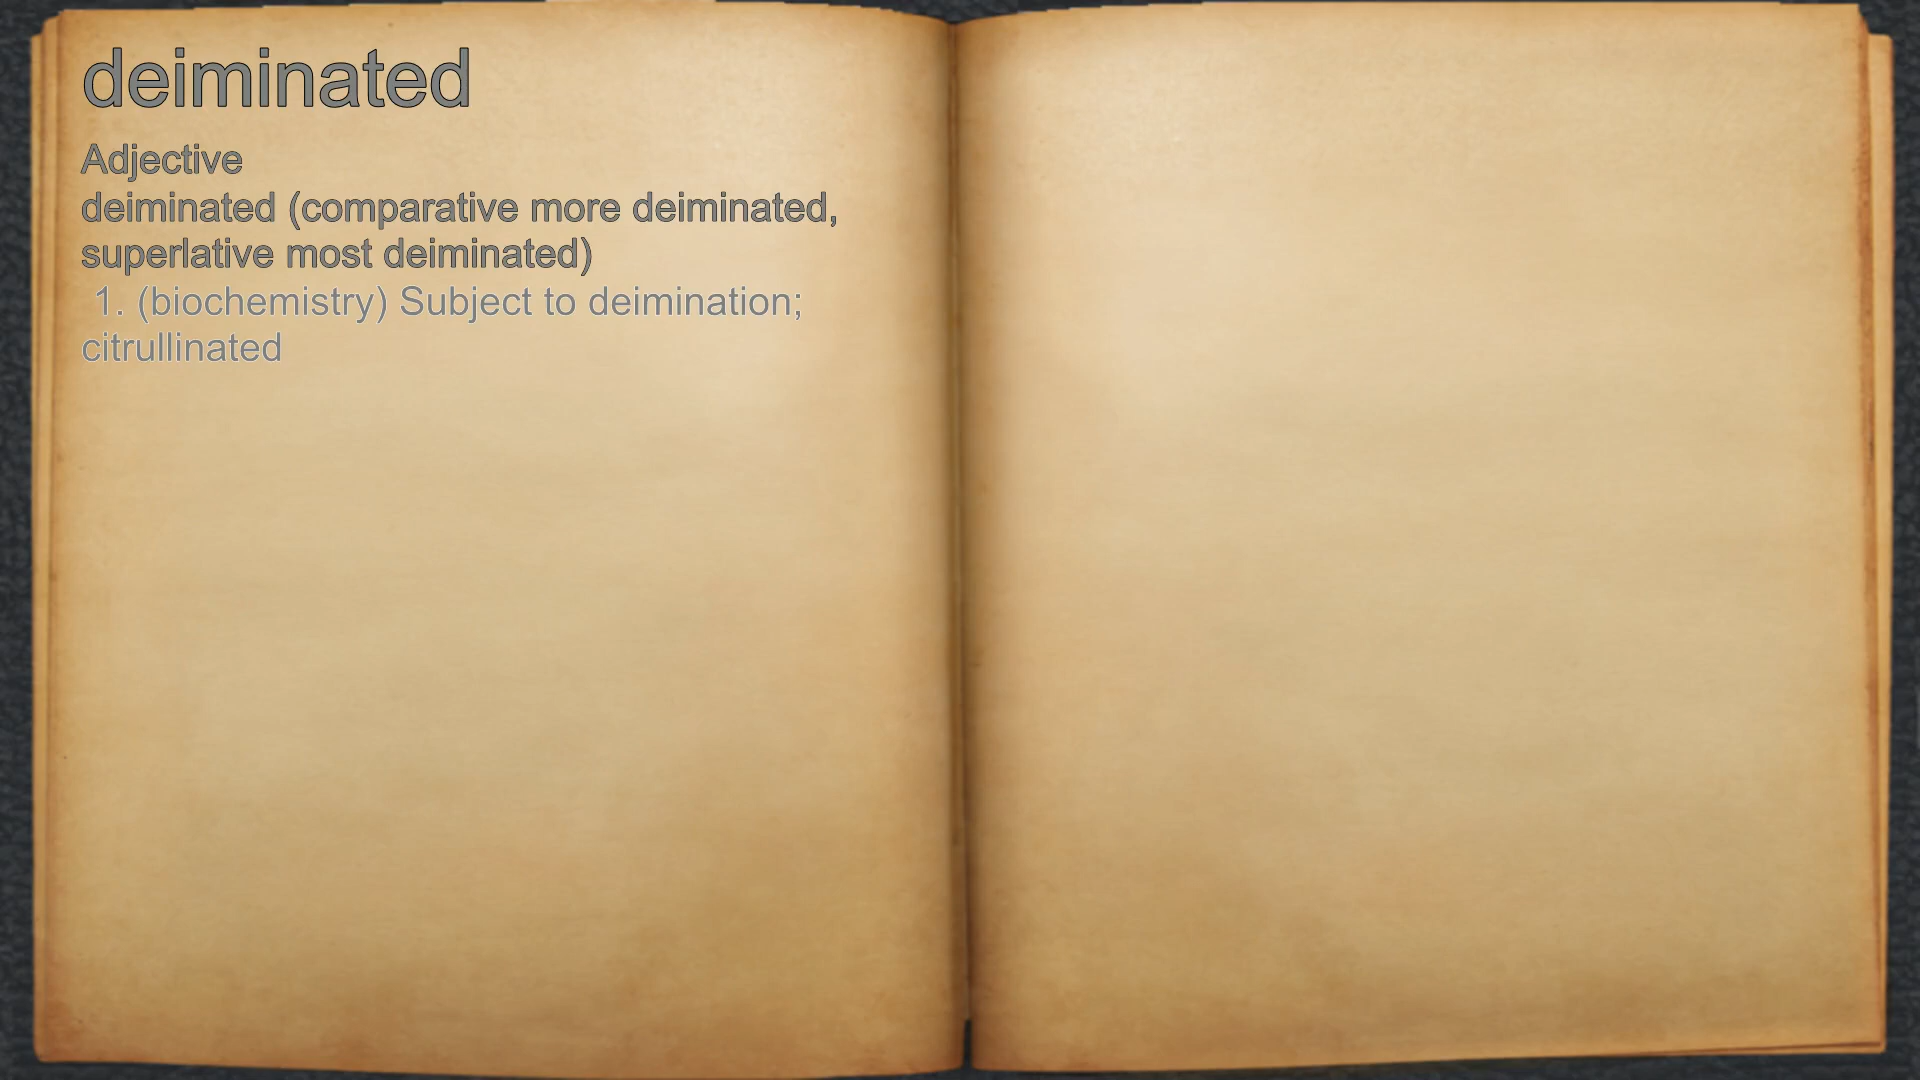 deiminated
Adjective
deiminated (comparative more deiminated,
superlative most deiminated)
1. (biochemistry) Subject to deimination;
citrullinated